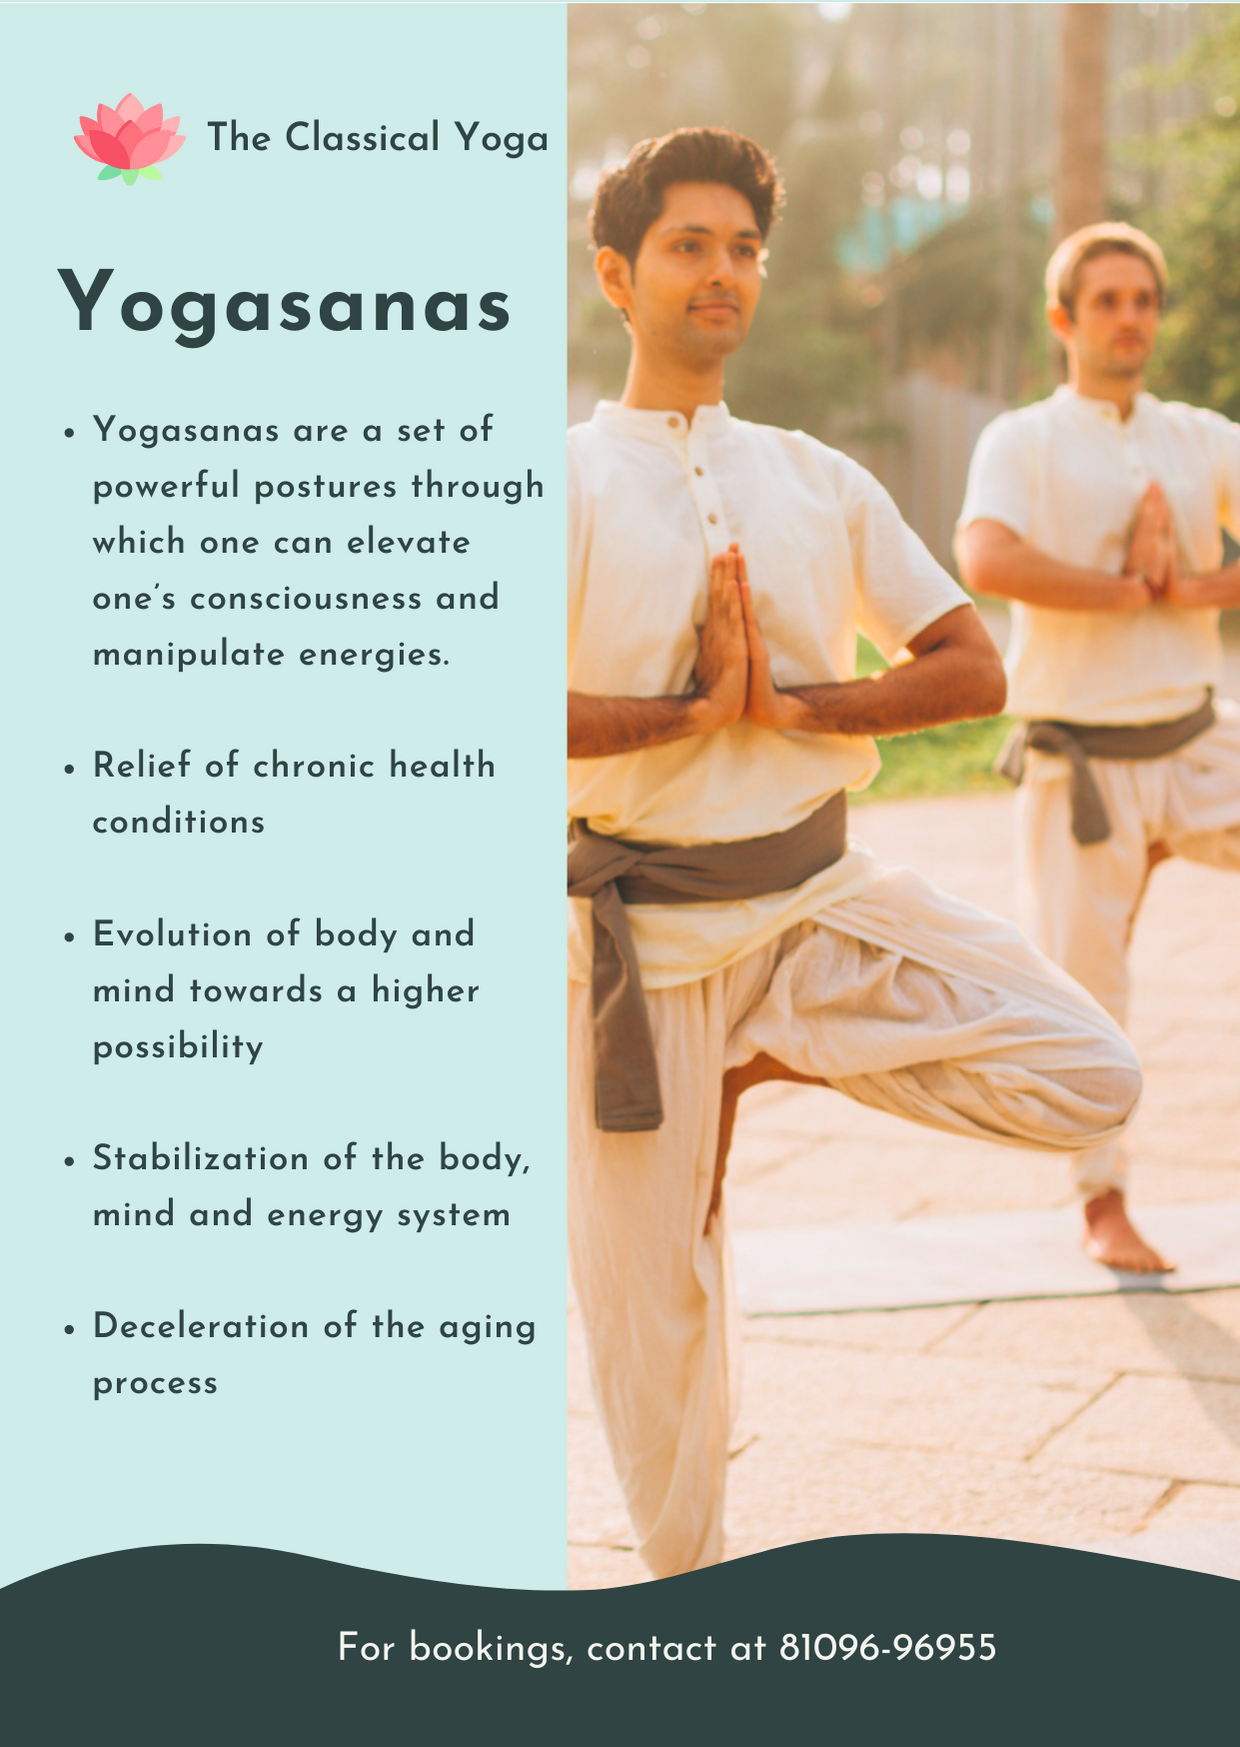 The Classical Yoga
Yogasanas
• Yogasanas are a set of
powerful postures through
which one can elevate
one's consciousness and
manipulate energies.
• Relief of chronic health
conditions
• Evolution of body and
mind towards a higher
possibility
• Stabilization of the body,
mind and energy system
• Deceleration of the aging
process
For bookings, contact at 81096-96955